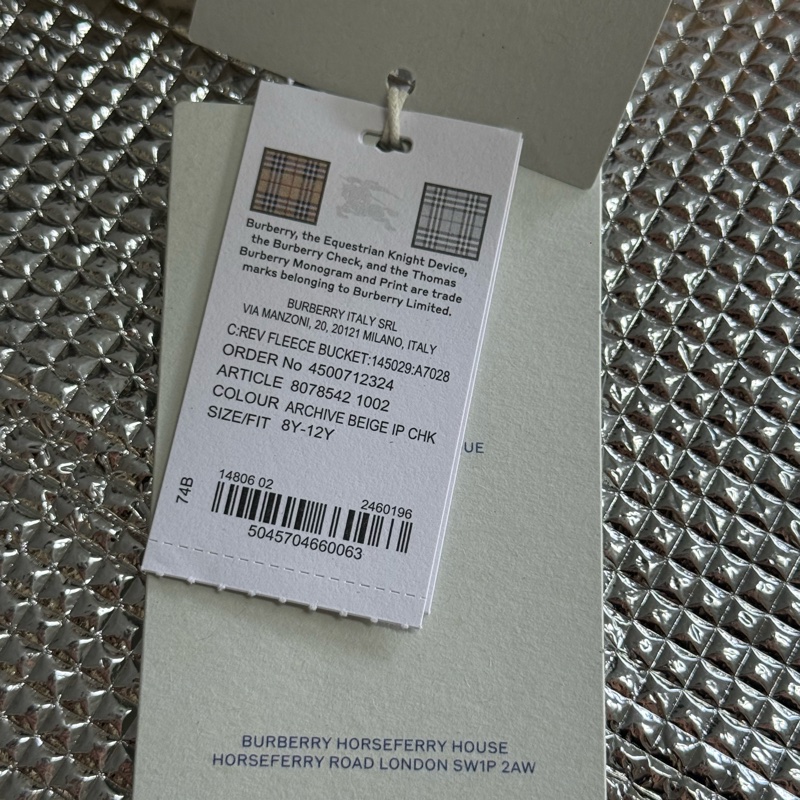 Burberry, the Equestrian Knight Device,
the Burberry Check, and the Thomas
Burberry Monogram and Print are trade
marks belonging to Burberry Limited.
BURBERRY ITALY SRL
VIA MANZONI, 20, 20121 MILANO, ITALY
C:REV FLEECE BUCKET:145029:A7028
ORDER No 4500712324
ARTICLE 8078542 1002
COLOUR ARCHIVE BEIGE IP CHK
SIZE/FIT 8Y-12Y
UE
74B
14806 02
2460196
5045704660063
BURBERRY HORSEFERRY HOUSE
HORSEFERRY ROAD LONDON SW1P 2AW